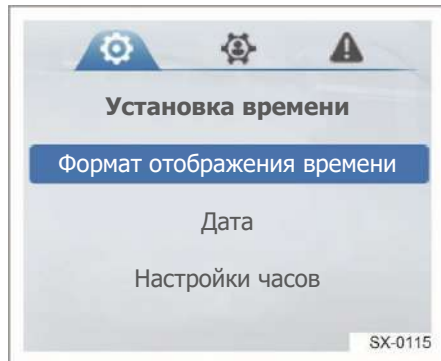 Установка времени
Формат отображения времени
Дата
Настройки часов
SX-0115